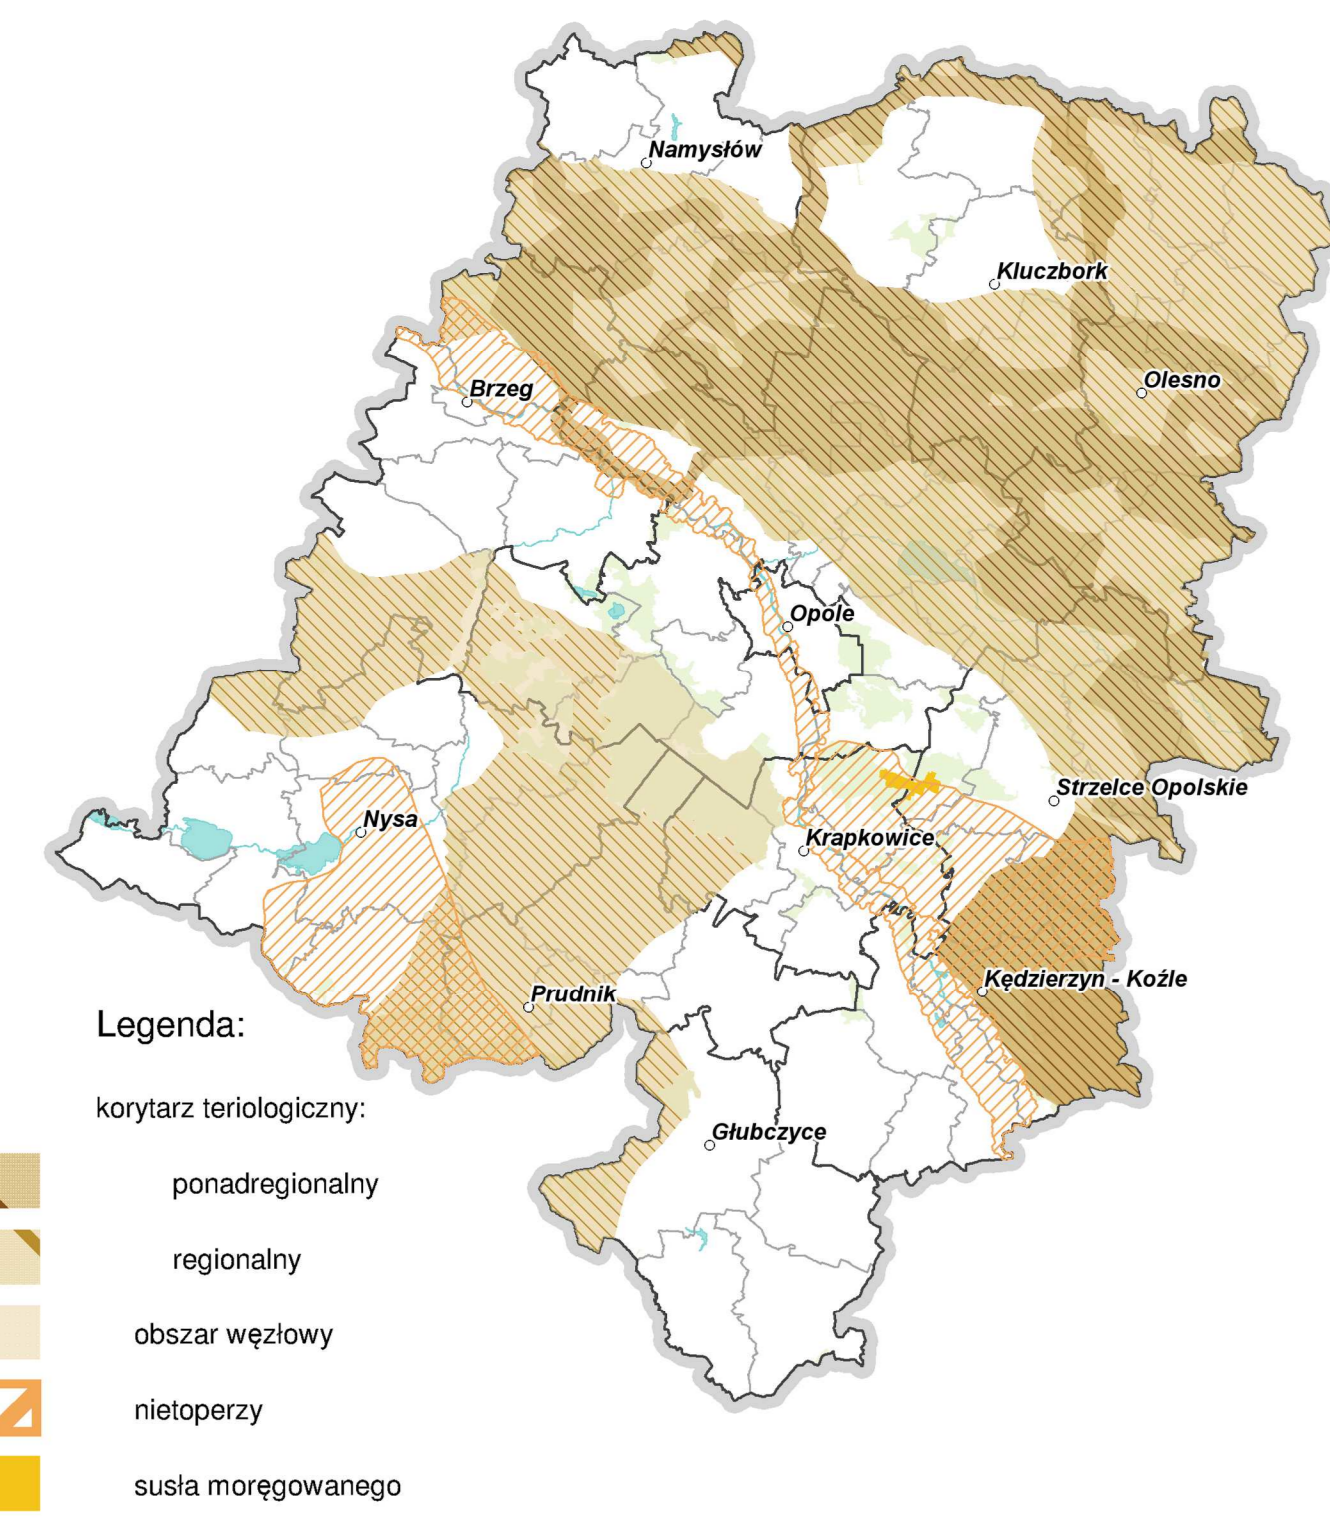 Namysłów
Kluczbork
Olesno
Brzeg
Opole
Strzelce Opolskie
Nysa
Krapkowice
Kędzierzyn - Koźle
Prudnik
Legenda:
korytarz teriologiczny:
Głubczyce
ponadregionalny
regionalny
obszar węzłowy
nietoperzy
susła moręgowanego